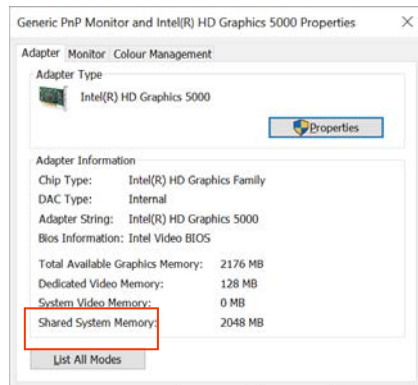 Generic PnP Monitor and Intel(R) HD Graphics 5000 Properties
Adapter Monitor Colour Management
Adapter Type
Intel(R) HD Graphics 5000
Properties
Adapter Information
Chip Type: Intel(R) HD Graphics Family
DAC Type: Internal
Adapter String: Intel(R) HD Graphics 5000
Bios Information: Intel Video BIOS
Total Available Graphics Memory: 2176 MB
Dedicated Video Memory: 128 MB
System Video Memory: 0 MB
Shared System Memory: 2048 MB
List All Modes